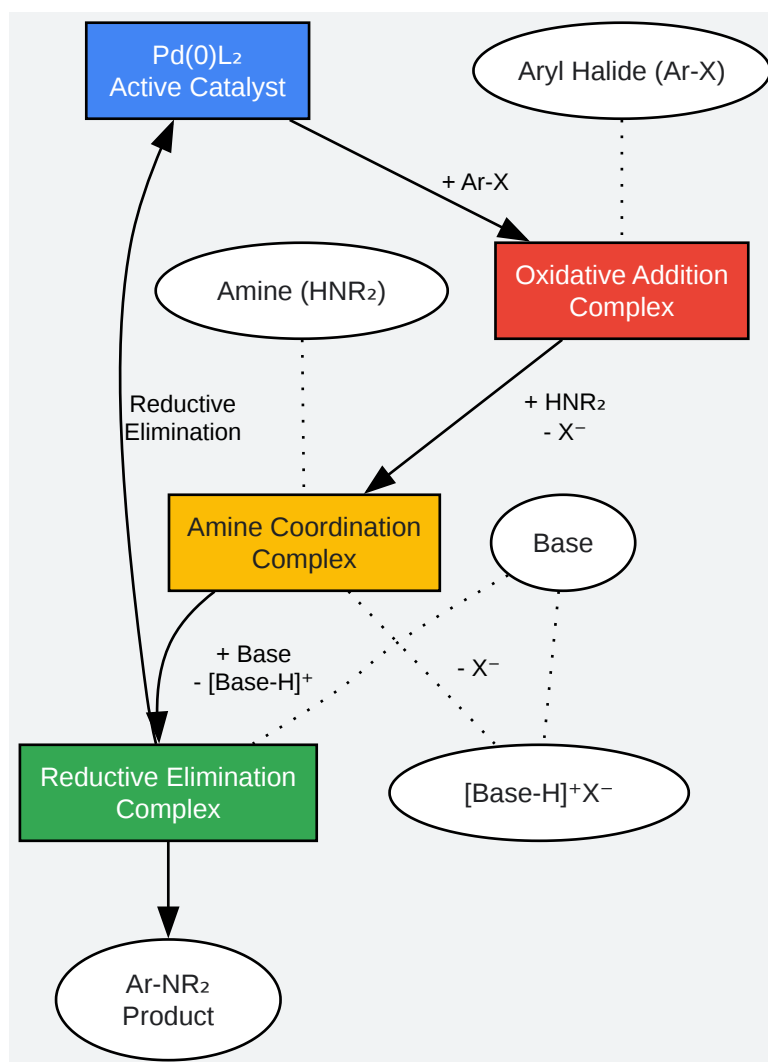 Pd(0)L₂
Active Catalyst
Aryl Halide (Ar-X)
+ Ar-X
Amine (HNR₂)
Oxidative Addition
Complex
Reductive
Elimination
+ HNR₂
- X⁻
Amine Coordination
Complex
Base
+ Base
- [Base-H]⁺
- X⁻
Reductive Elimination
Complex
[Base-H]⁺X⁻
Ar-NR₂
Product